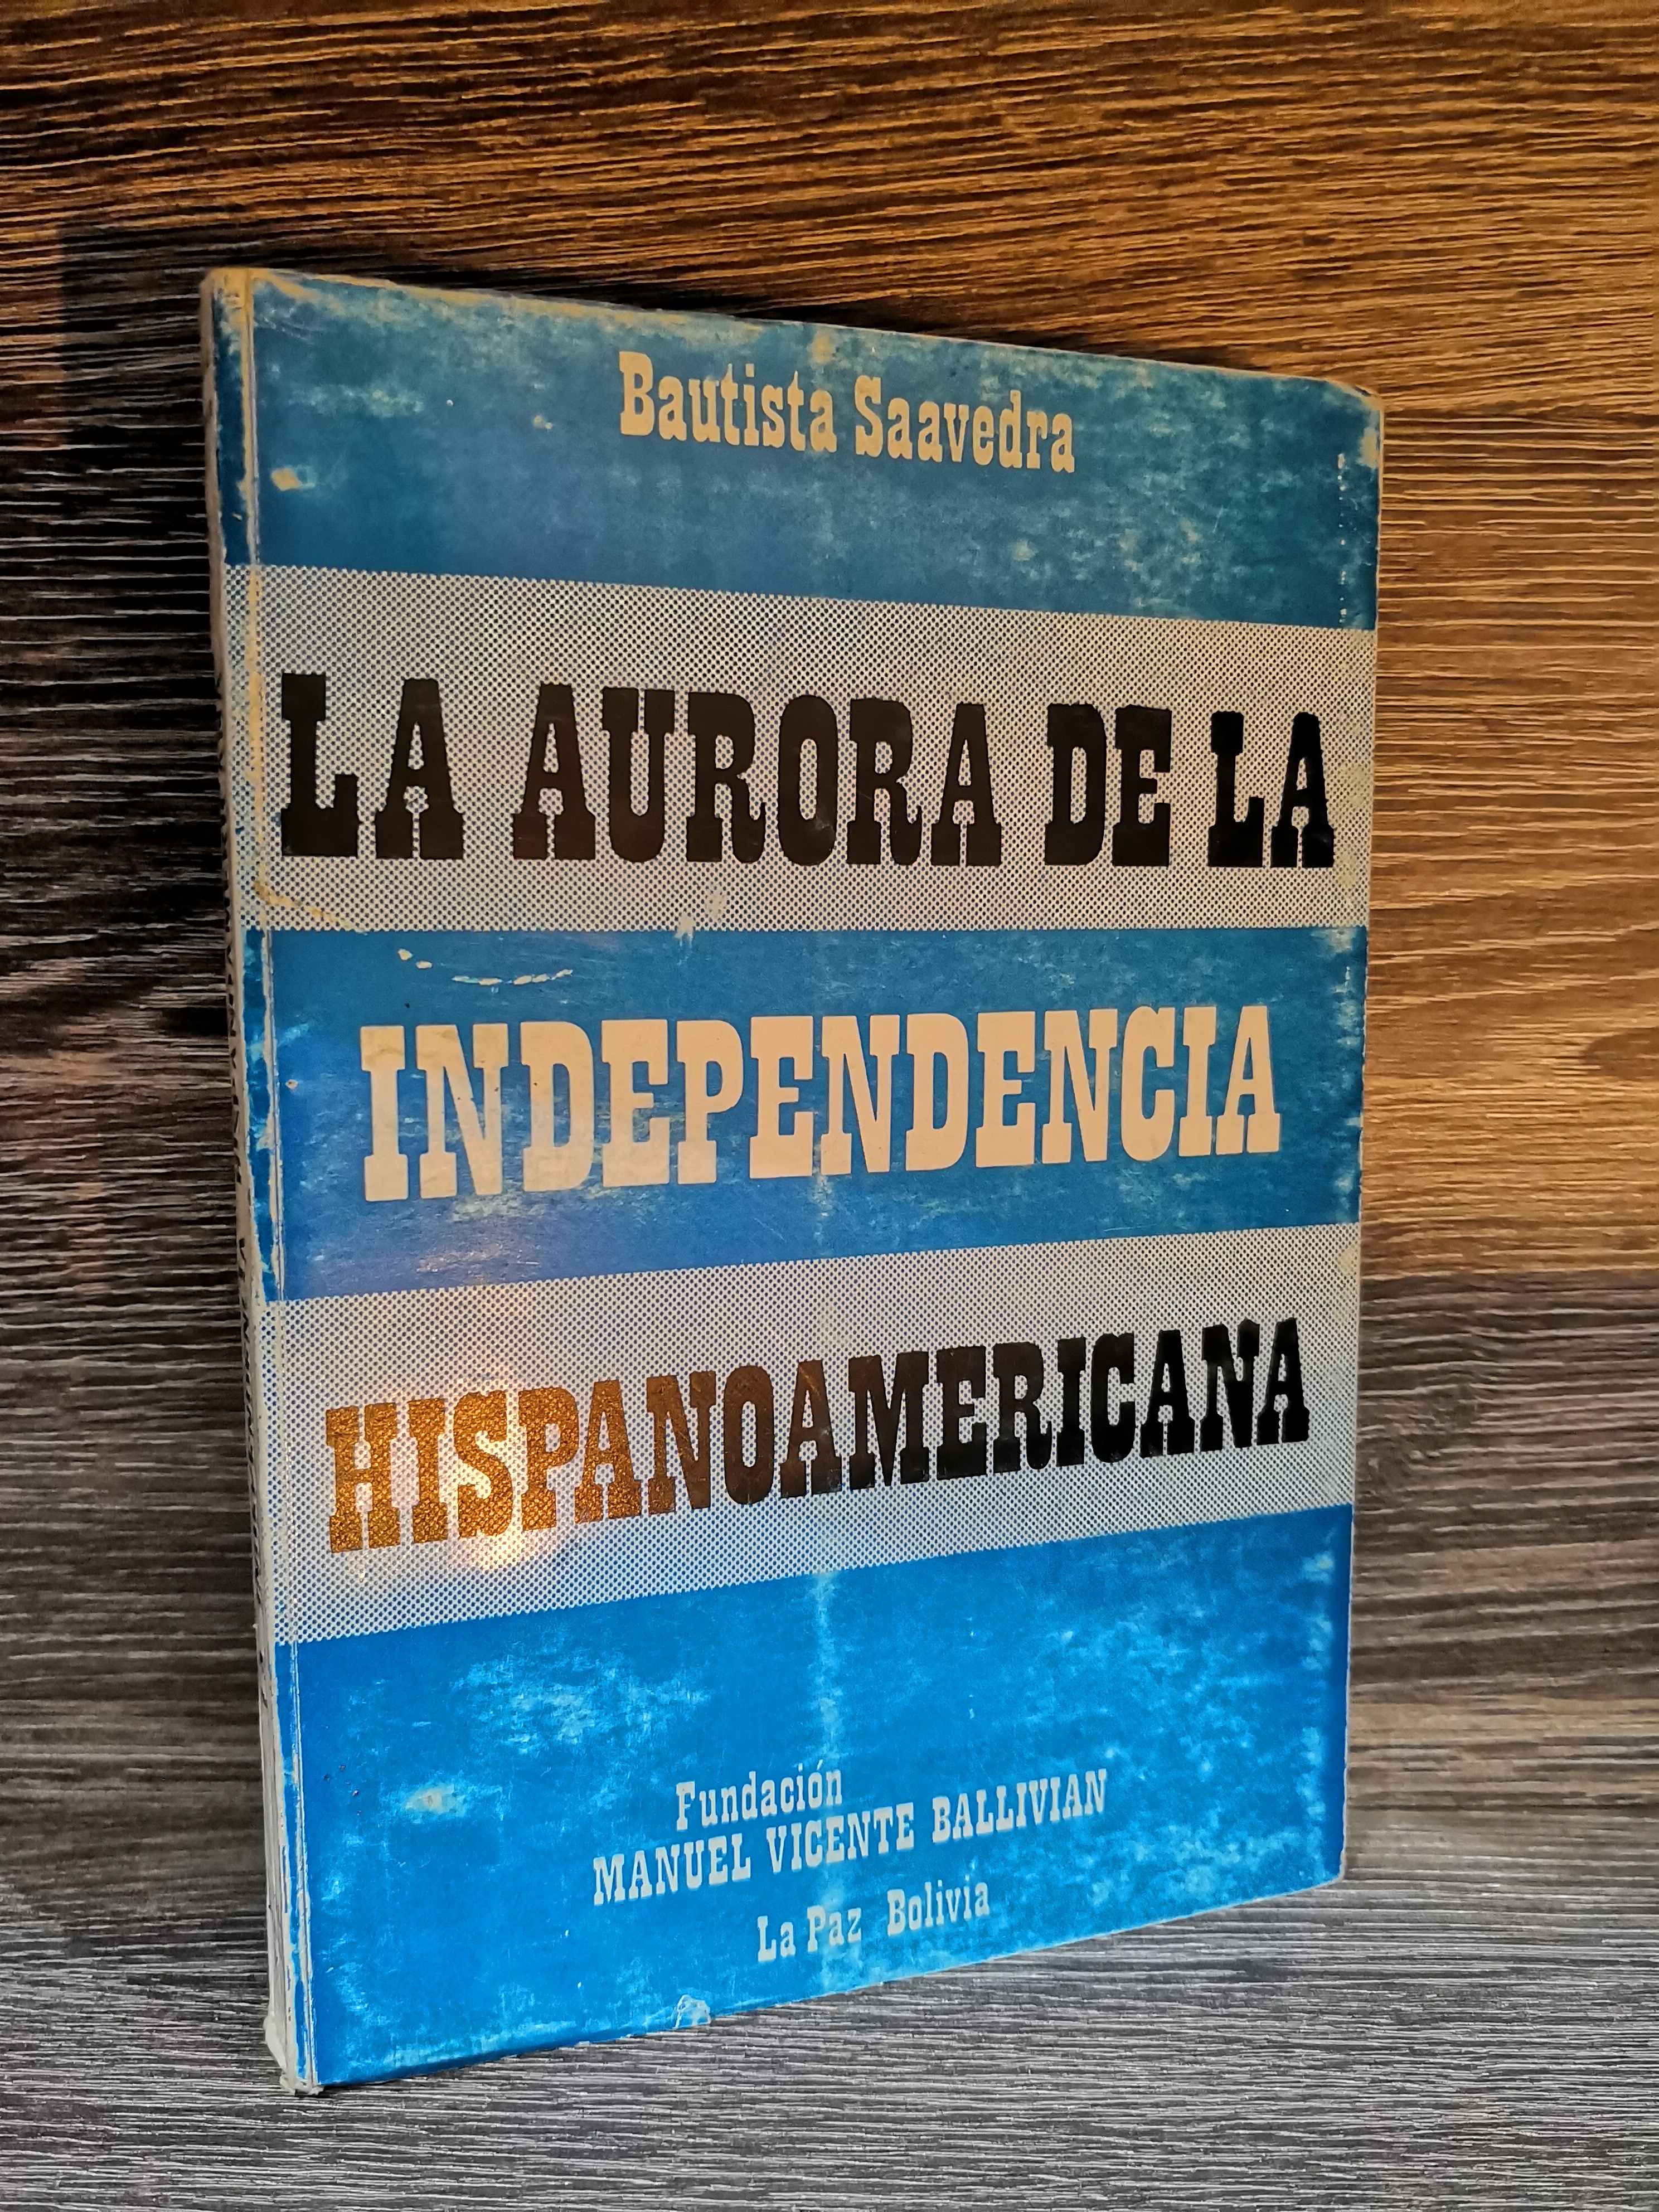 Bautista Saavedra
LA AURORA DE LA
INDEPENDENCIA
HISPANOAMERICANA
Fundación
MANUEL VICENTE BALLIVIAN
La Paz Bolivia